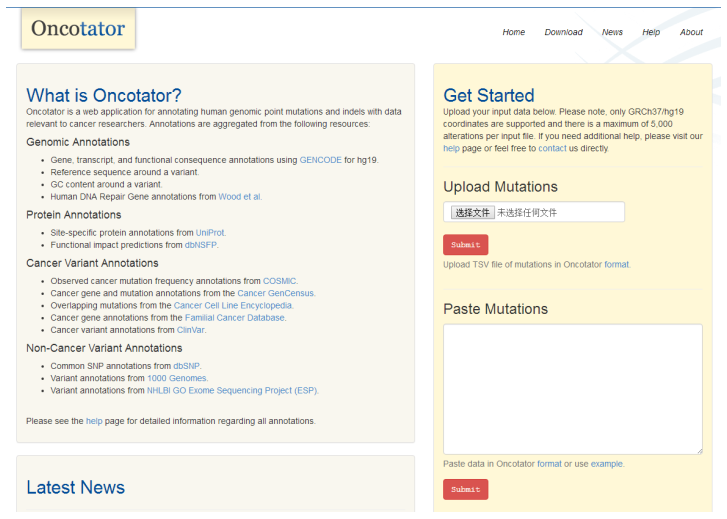 Oncotator
Home Download News Help About
What is Oncotator?
Oncotator is a web application for annotating human genomic point mutations and indels with data
relevant to cancer researchers. Annotations are aggregated from the following resources:
Genomic Annotations
• Gene, transcript, and functional consequence annotations using GENCODE for hg19.
• Reference sequence around a variant.
• GC content around a variant.
• Human DNA Repair Gene annotations from Wood et al.
Protein Annotations
• Site-specific protein annotations from UniProt.
• Functional impact predictions from dbNSFP.
Cancer Variant Annotations
• Observed cancer mutation frequency annotations from COSMIC.
• Cancer gene and mutation annotations from the Cancer GenCensus.
• Overlapping mutations from the Cancer Cell Line Encyclopedia.
• Cancer gene annotations from the Familial Cancer Database.
• Cancer variant annotations from ClinVar.
Non-Cancer Variant Annotations
• Common SNP annotations from dbSNP.
• Variant annotations from 1000 Genomes.
• Variant annotations from NHLBI GO Exome Sequencing Project (ESP).
Please see the help page for detailed information regarding all annotations.
Latest News
Get Started
Upload your input data below. Please note, only GRCh37/hg19
coordinates are supported and there is a maximum of 5,000
alterations per input file. If you need additional help, please visit our
help page or feel free to contact us directly.
Upload Mutations
选择文件 未选择任何文件
Submit
Upload TSV file of mutations in Oncotator format.
Paste Mutations
Paste data in Oncotator format or use example.
Submit